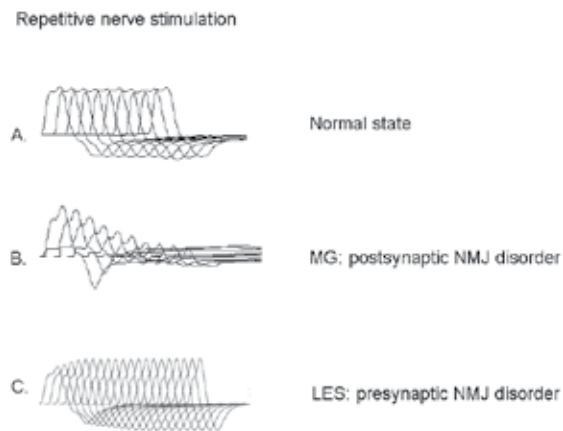 Repetitive nerve stimulation
A.
Normal state
B.
MG: postsynaptic NMJ disorder
C.
LES: presynaptic NMJ disorder